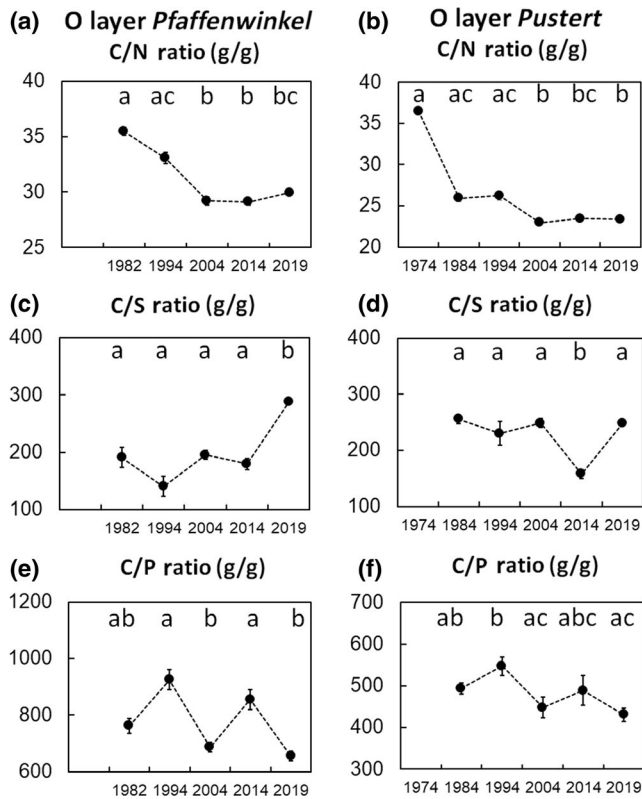 (a) O layer Pfaffenwinkel
C/N ratio (g/g)
40
35
30
25
a ac b b bc
1982 1994 2004 2014 2019
(b) O layer Pustert
C/N ratio (g/g)
40
35
30
25
20
a ac ac b bc b
1974 1984 1994 2004 2014 2019
(c) C/S ratio (g/g)
400
300
200
100
a a a a b
1982 1994 2004 2014 2019
(d) C/S ratio (g/g)
400
300
200
100
a a a b a
1974 1984 1994 2004 2014 2019
(e) C/P ratio (g/g)
1200
1000
800
600
ab a b a b
1982 1994 2004 2014 2019
(f) C/P ratio (g/g)
700
600
500
400
300
ab b ac abc ac
1974 1984 1994 2004 2014 2019